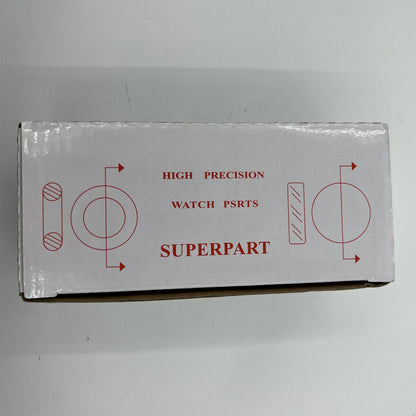 HIGH PRECISION
WATCH PSRTS
SUPERPART